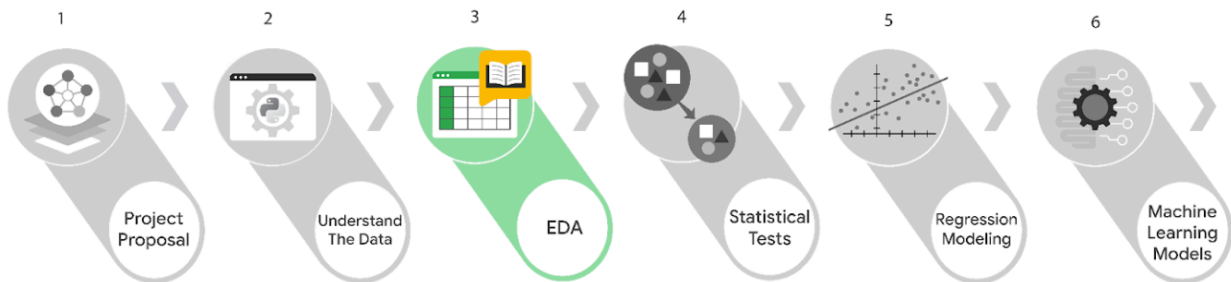 1
2
3
4
5
6
Project
Proposal
Understand
The Data
EDA
Statistical
Tests
Regression
Modeling
Machine
Learning
Models